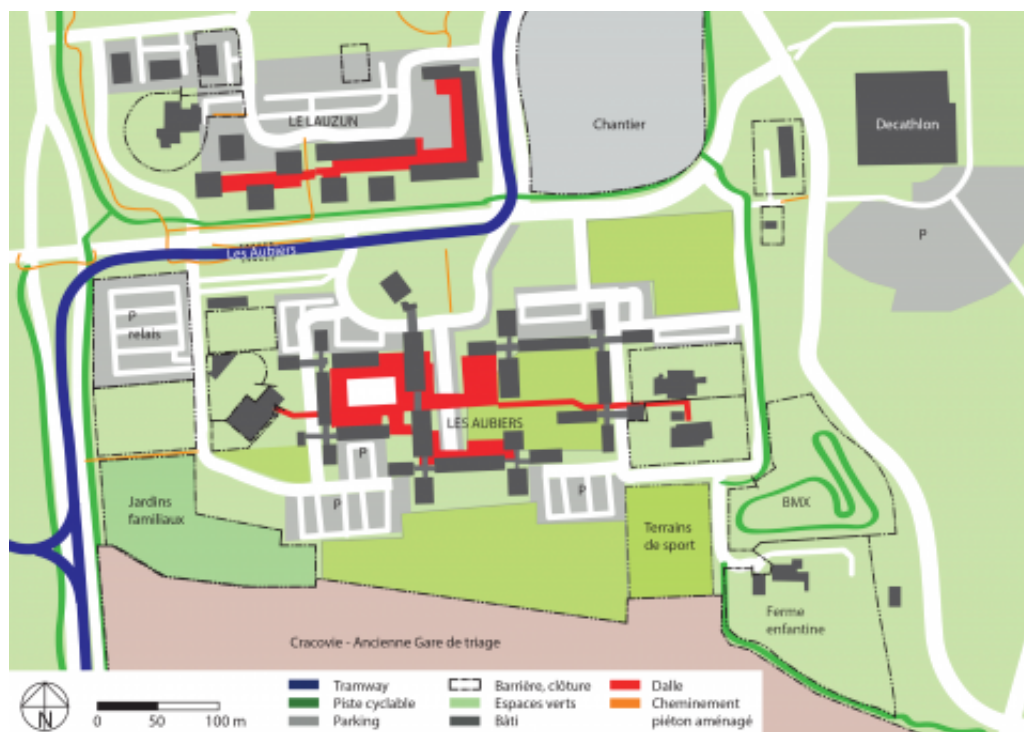 LE LAUZUN
Chantier
Decathlon
P
Les Aubiers
P
relais
LES AUBIERS
P
P
P
Jardins
familiaux
Terrains
de sport
BMX
Ferme
enfantine
Cracovie - Ancienne Gare de triage
N
0 50 100 m
Tramway
Piste cyclable
Parking
Barrière, clôture
Espaces verts
Bâti
Dalle
Cheminement
piéton aménagé